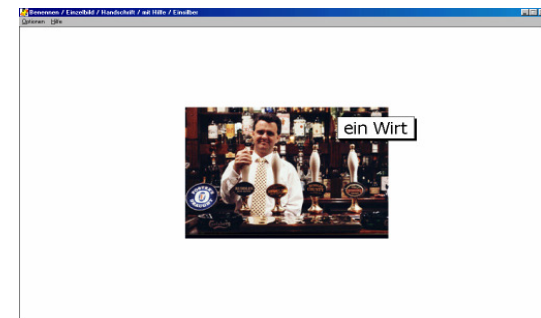 Benennen / Einzelbild / Handschrift / mit Hilfe / Einsilber
Optionen Hilfe
ein Wirt